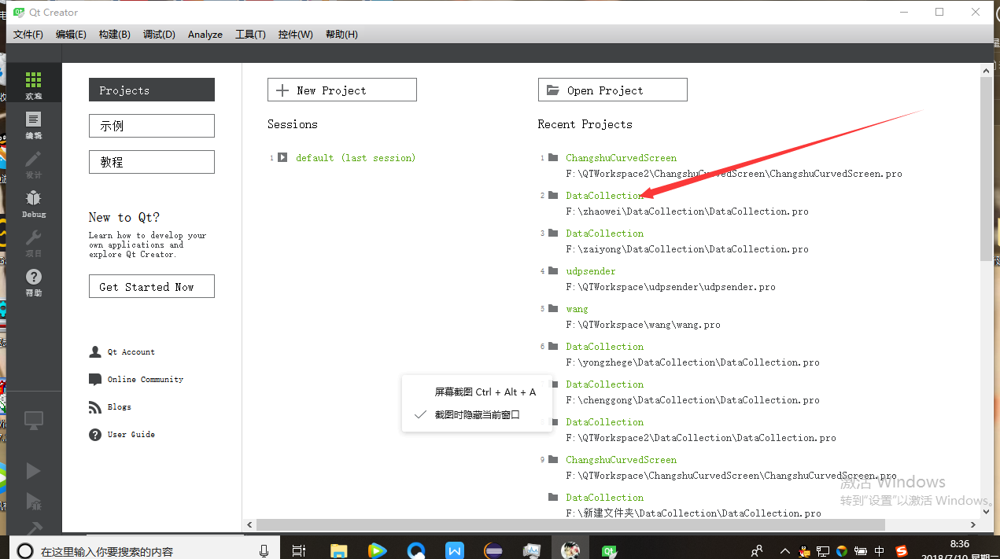 Qt Creator
文件(F) 编辑(E) 构建(B) 调试(D) Analyze 工具(T) 控件(W) 帮助(H)
欢迎
编辑
设计
Debug
项目
帮助
Projects
示例
教程
New to Qt?
Learn how to develop your
own applications and
explore Qt Creator.
Get Started Now
Qt Account
Online Community
Blogs
User Guide
New Project
Sessions
1 default (last session)
Open Project
Recent Projects
1 ChangshuCurvedScreen
F:\QTWorkspace2\ChangshuCurvedScreen\ChangshuCurvedScreen.pro
2 DataCollection
F:\zhaowei\DataCollection\DataCollection.pro
3 DataCollection
F:\zaiyong\DataCollection\DataCollection.pro
4 udpsender
F:\QTWorkspace\udpsender\udpsender.pro
5 wang
F:\QTWorkspace\wang\wang.pro
6 DataCollection
F:\yongzhege\DataCollection\DataCollection.pro
DataCollection
F:\chenggong\DataCollection\DataCollection.pro
DataCollection
F:\QTWorkspace2\DataCollection\DataCollection.pro
9 ChangshuCurvedScreen
F:\QTWorkspace\ChangshuCurvedScreen\ChangshuCurvedScreen.pro
DataCollection
F:\新建文件夹\DataCollection\DataCollection.pro
屏幕截图 Ctrl + Alt + A
截图时隐藏当前窗口
激活 Windows
转到“设置”以激活 Windows。
在这里输入你要搜索的内容
中
8:36
2018/7/10 星期二